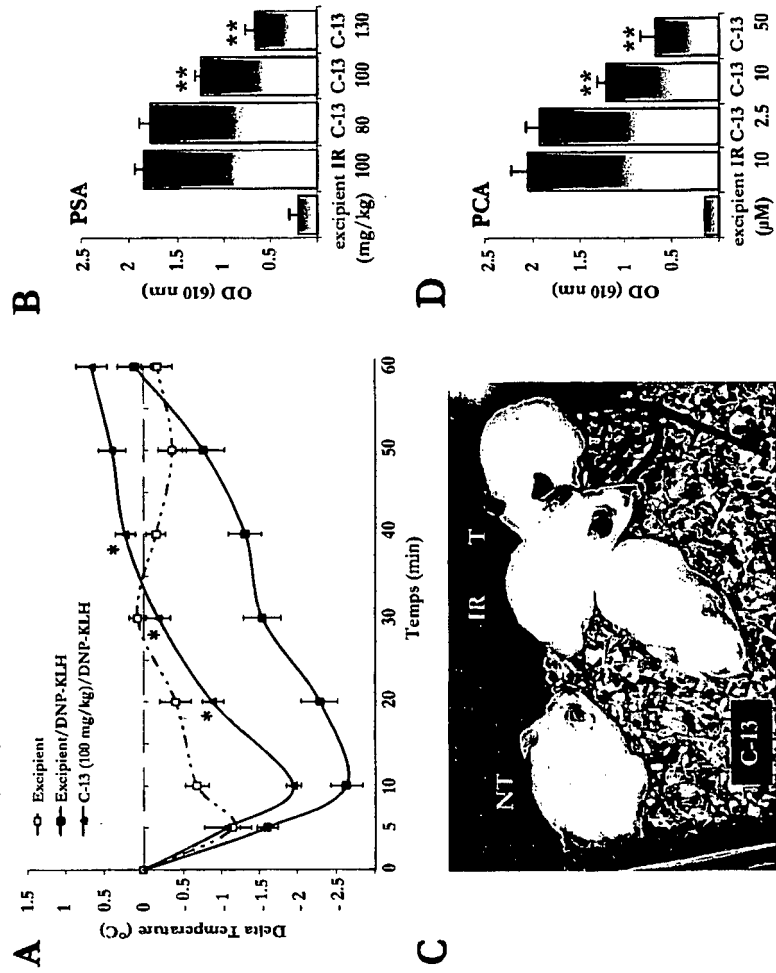 A
Delta Temperature (°C)
1.5
1
0.5
0
- 0.5
- 1
- 1.5
- 2
- 2.5
Excipient
Excipient/DNP-KLH
C-13 (100 mg/kg)/DNP-KLH
*
*
*
0
5
10
20
30
40
50
60
Temps (min)
B
PSA
OD (610 nm)
2.5
2
1.5
1
0.5
**
**
excipient IR C-13 C-13 C-13
(mg/kg) 100 80 100 130
C
NT
IR
T
C-13
D
PCA
OD (610 nm)
2.5
2
1.5
1
0.5
**
**
excipient IR C-13 C-13 C-13
(μM) 10 2.5 10 50